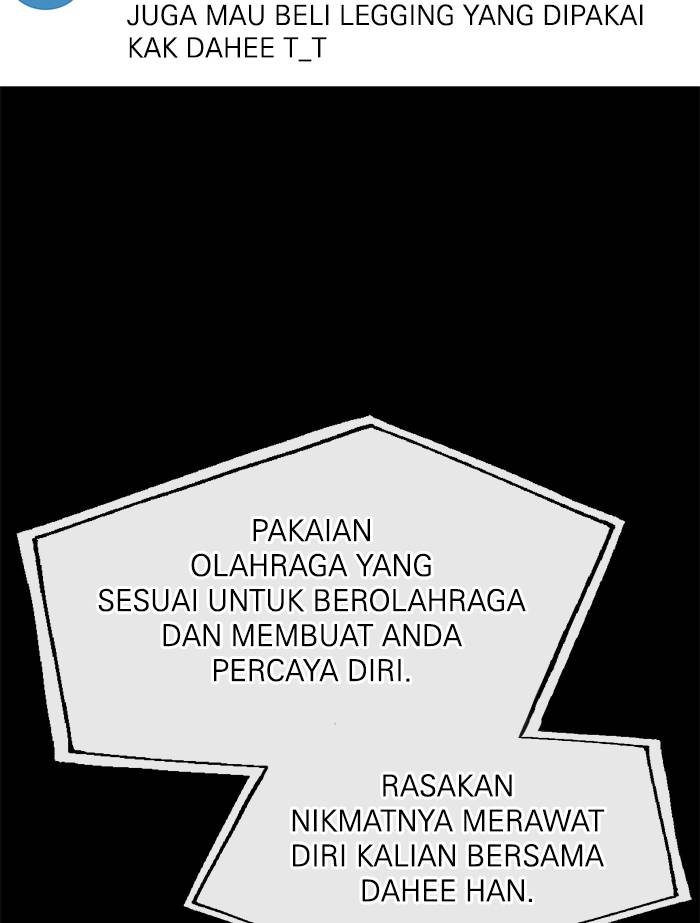 JUGA MAU BELI LEGGING YANG DIPAKAI
KAK DAHEE T_T
PAKAIAN
OLAHRAGA YANG
SESUAI UNTUK BEROLAHRAGA
DAN MEMBUAT ANDA
PERCAYA DIRI.
RASAKAN
NIKMATNYA MERAWAT
DIRI KALIAN BERSAMA
DAHEE HAN.